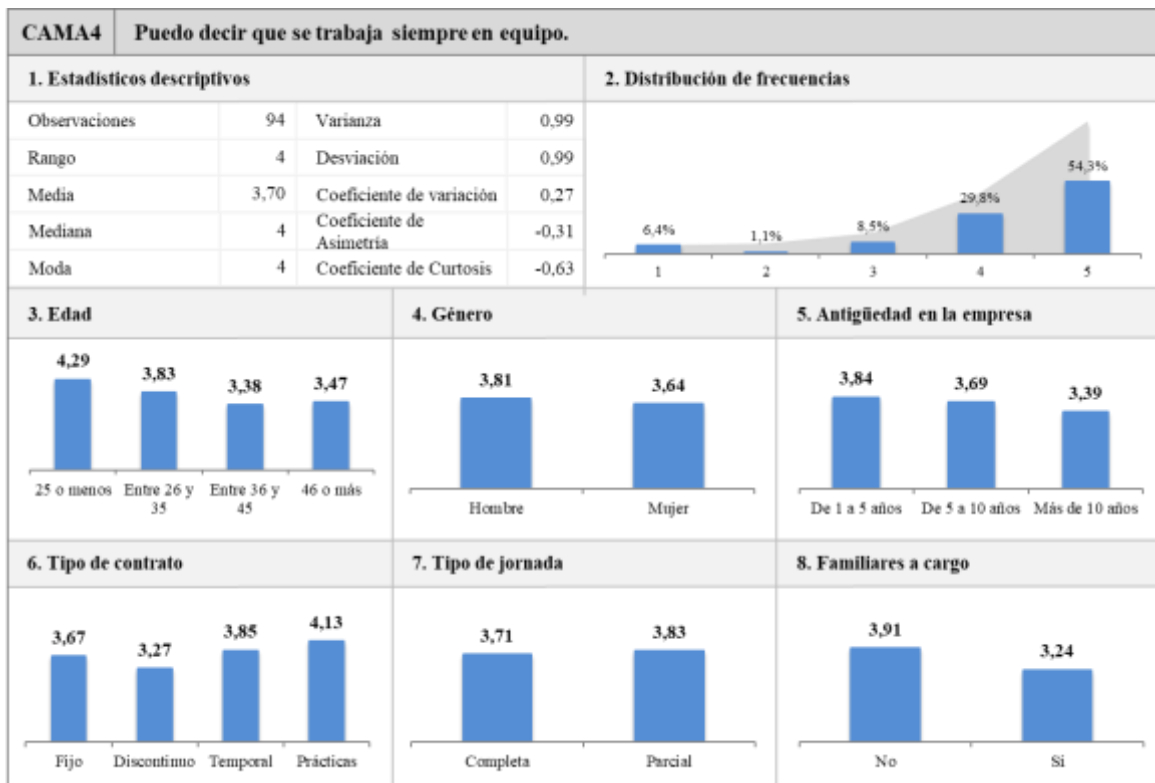 CAMA4 Puedo decir que se trabaja siempre en equipo.
1. Estadísticos descriptivos
Observaciones 94 Varianza 0,99
Rango 4 Desviación 0,99
Media 3,70 Coeficiente de variación 0,27
Mediana 4 Coeficiente de Asimetría -0,31
Moda 4 Coeficiente de Curtosis -0,63
2. Distribución de frecuencias
6,4% 1,1% 8,5% 29,8% 54,3%
1 2 3 4 5
3. Edad
4,29 3,83 3,38 3,47
25 o menos Entre 26 y 35 Entre 36 y 45 46 o más
4. Género
3,81 3,64
Hombre Mujer
5. Antigüedad en la empresa
3,84 3,69 3,39
De 1 a 5 años De 5 a 10 años Más de 10 años
6. Tipo de contrato
3,67 3,27 3,85 4,13
Fijo Discontinuo Temporal Prácticas
7. Tipo de jornada
3,71 3,83
Completa Parcial
8. Familiares a cargo
3,91 3,24
No Si